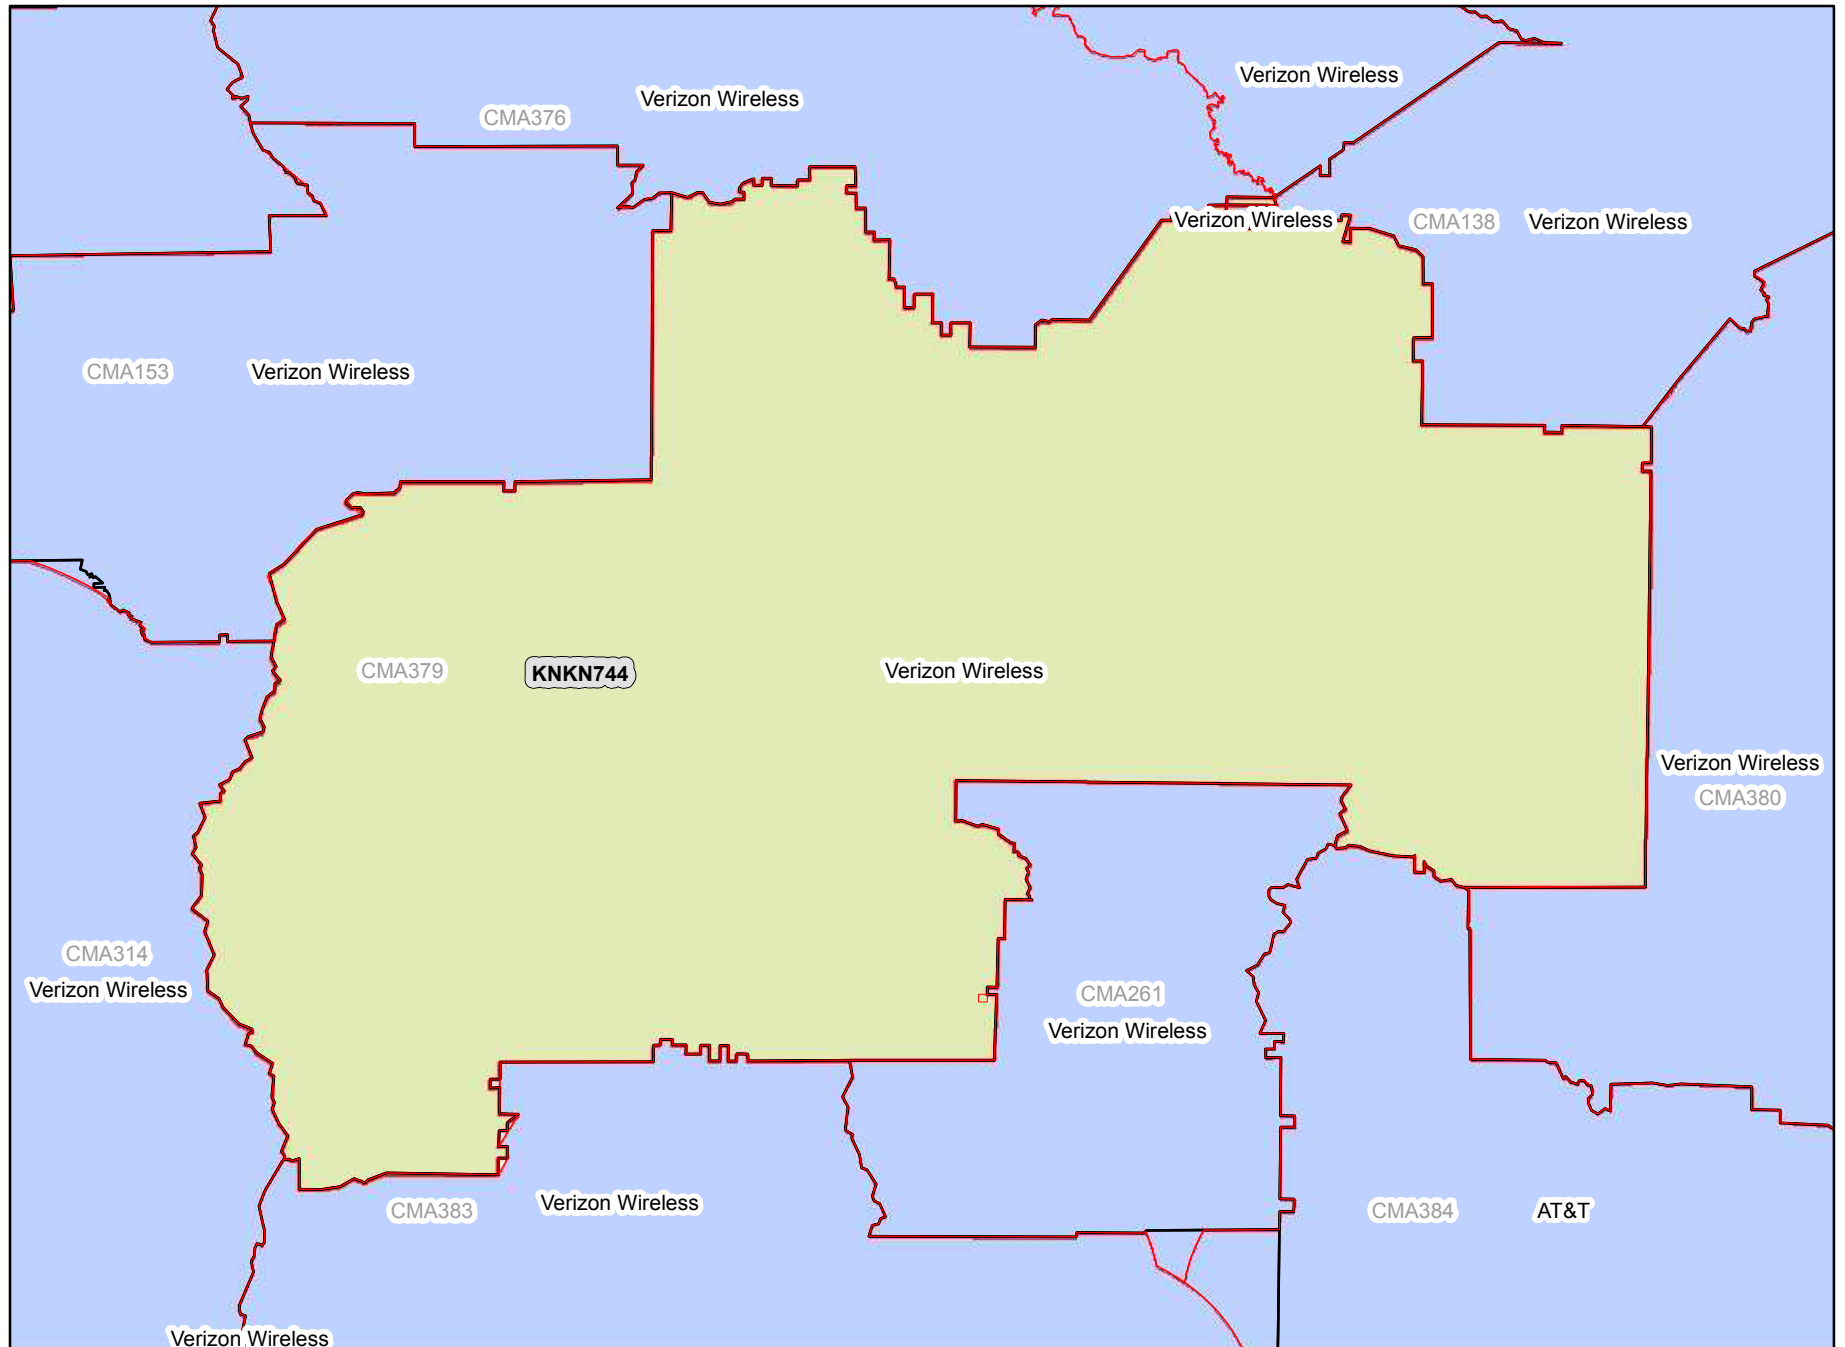 Verizon Wireless
Verizon Wireless
CMA376
Verizon Wireless
CMA138 Verizon Wireless
CMA153 Verizon Wireless
CMA379 KNKN744 Verizon Wireless
Verizon Wireless
CMA380
CMA314
Verizon Wireless
CMA261
Verizon Wireless
CMA383 Verizon Wireless
CMA384 AT&T
Verizon Wireless